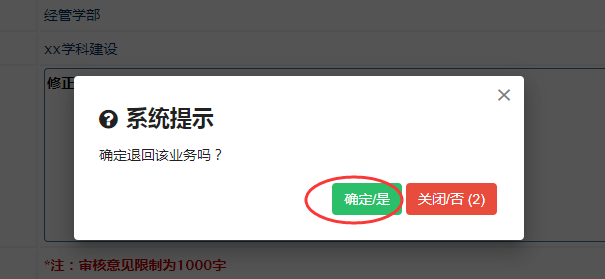 经管学部
xx学科建设
修正
×
系统提示
确定退回该业务吗？
确定/是 关闭/否 (2)
*注：审核意见限制为1000字